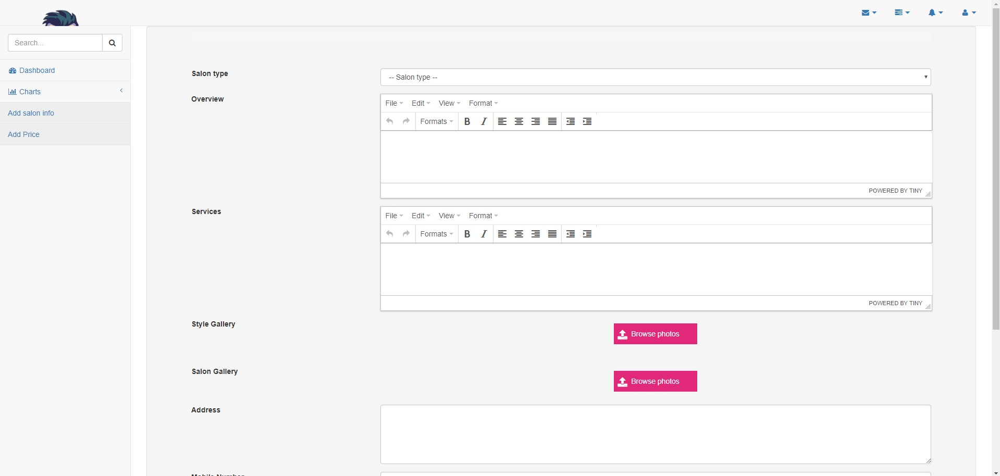 Search...
Dashboard
Charts
Add salon info
Add Price
Salon type
-- Salon type --
Overview
File Edit View Format
Formats B I
POWERED BY TINY
Services
File Edit View Format
Formats B I
POWERED BY TINY
Style Gallery
Browse photos
Salon Gallery
Browse photos
Address
Mobile Number